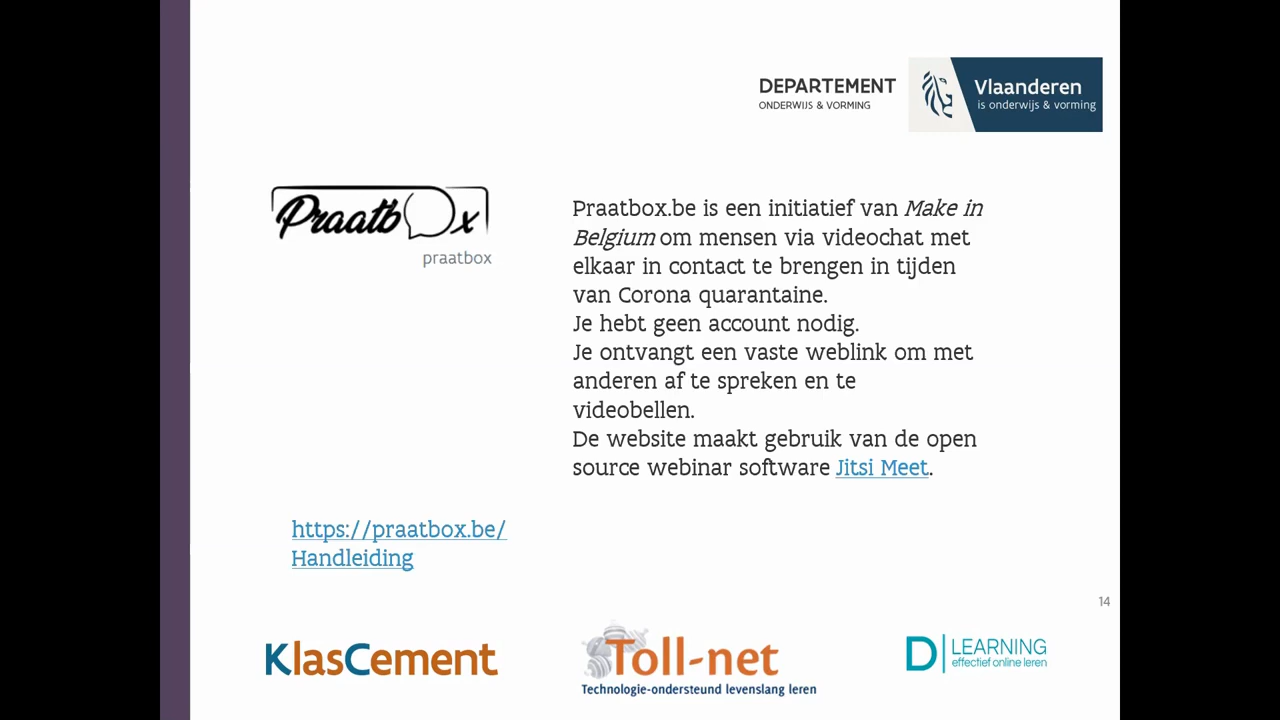 DEPARTEMENT
ONDERWIJS & VORMING
Vlaanderen
is onderwijs & vorming
Praatbox
praatbox
Praatbox.be is een initiatief van Make in
Belgium om mensen via videochat met
elkaar in contact te brengen in tijden
van Corona quarantaine.
Je hebt geen account nodig.
Je ontvangt een vaste weblink om met
anderen af te spreken en te
videobellen.
De website maakt gebruik van de open
source webinar software Jitsi Meet.
https://praatbox.be/
Handleiding
14
KlasCement
Toll-net
Technologie-ondersteund levenslang leren
D LEARNING
effectief online leren